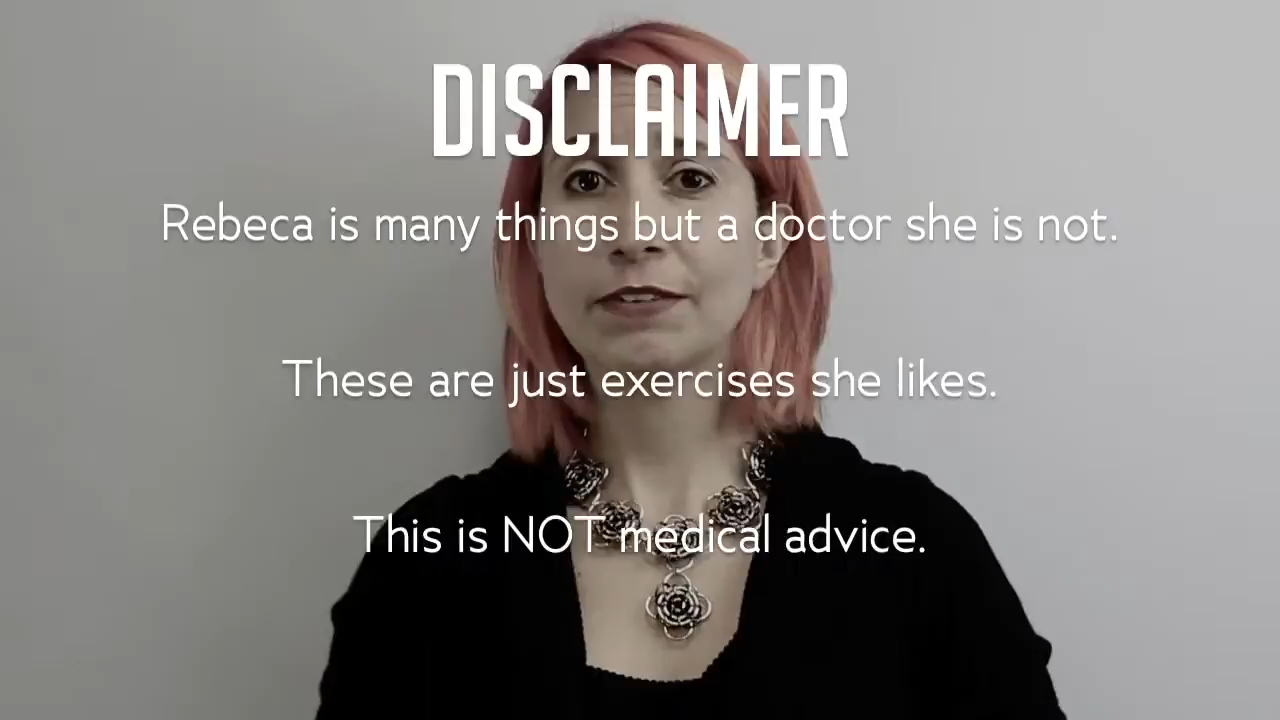 DISCLAIMER
Rebeca is many things but a doctor she is not.
These are just exercises she likes.
This is NOT medical advice.